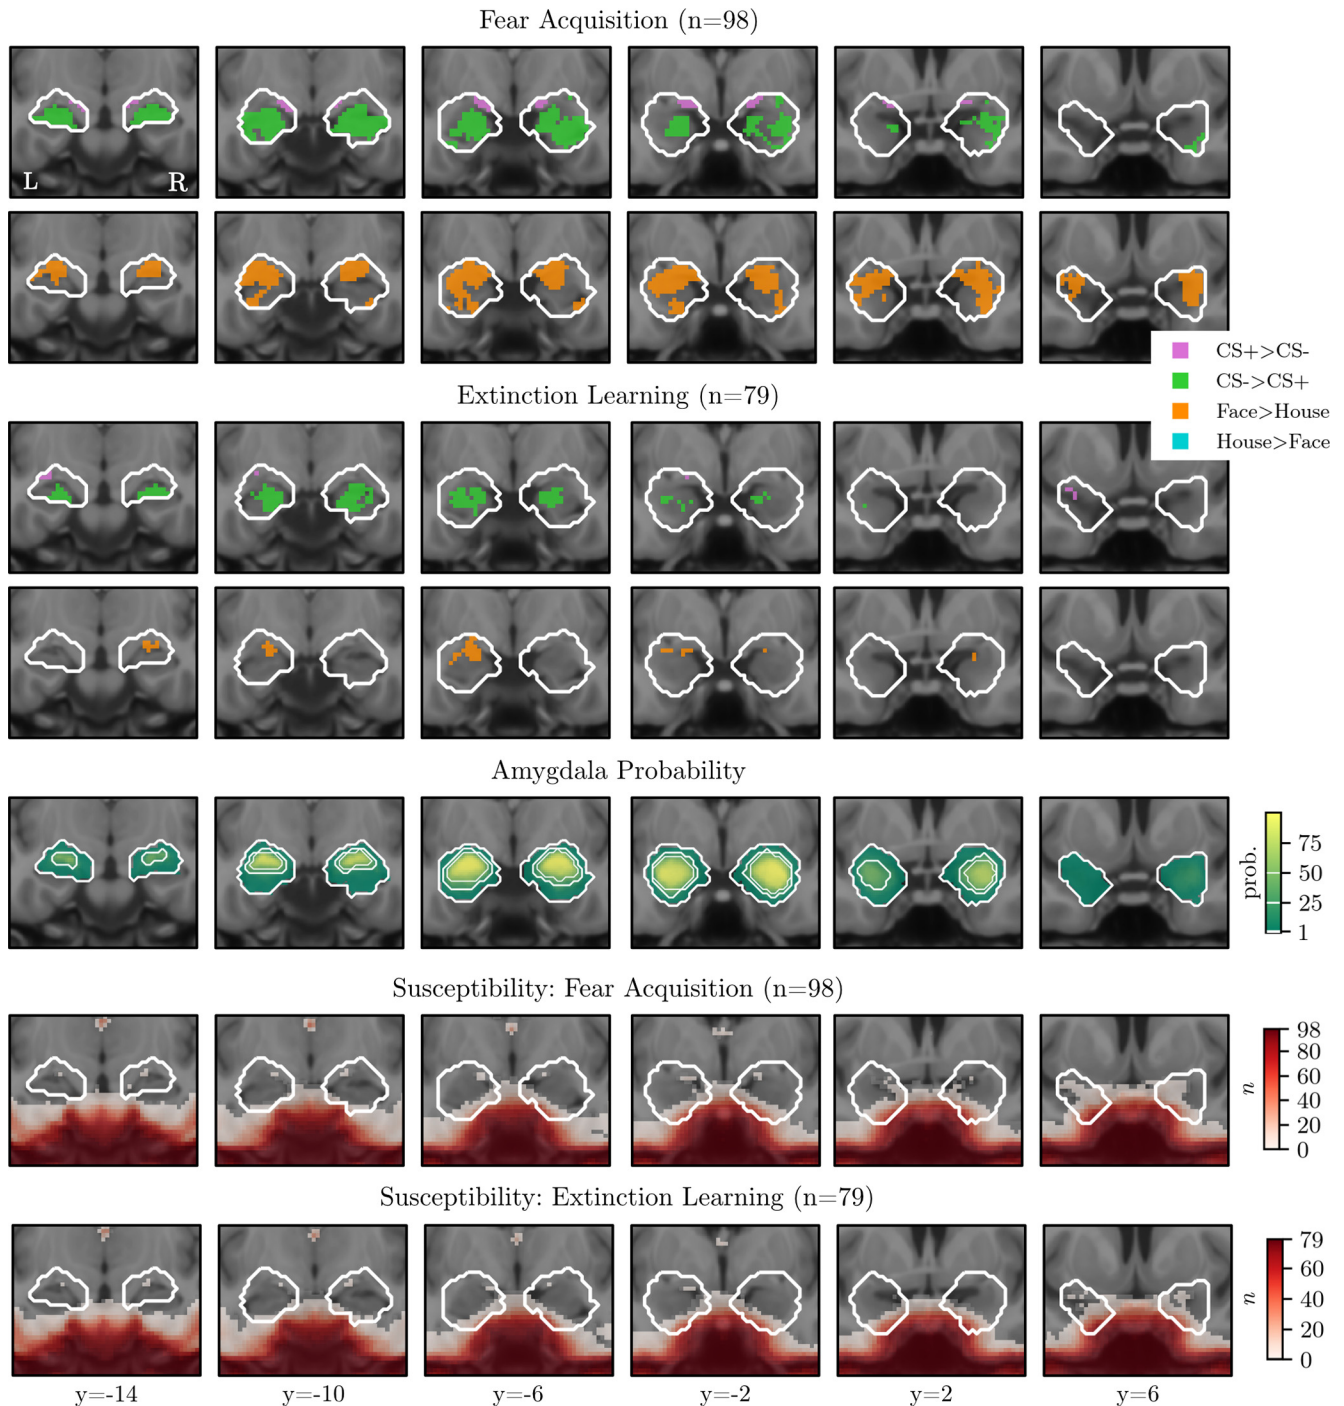 Fear Acquisition (n=98)
L R
CS+>CS-
CS->CS+
Face>House
House>Face
Extinction Learning (n=79)
Amygdala Probability
prob.
75
50
25
1
Susceptibility: Fear Acquisition (n=98)
n
98
80
60
40
20
0
Susceptibility: Extinction Learning (n=79)
n
79
60
40
20
0
y=-14 y=-10 y=-6 y=-2 y=2 y=6